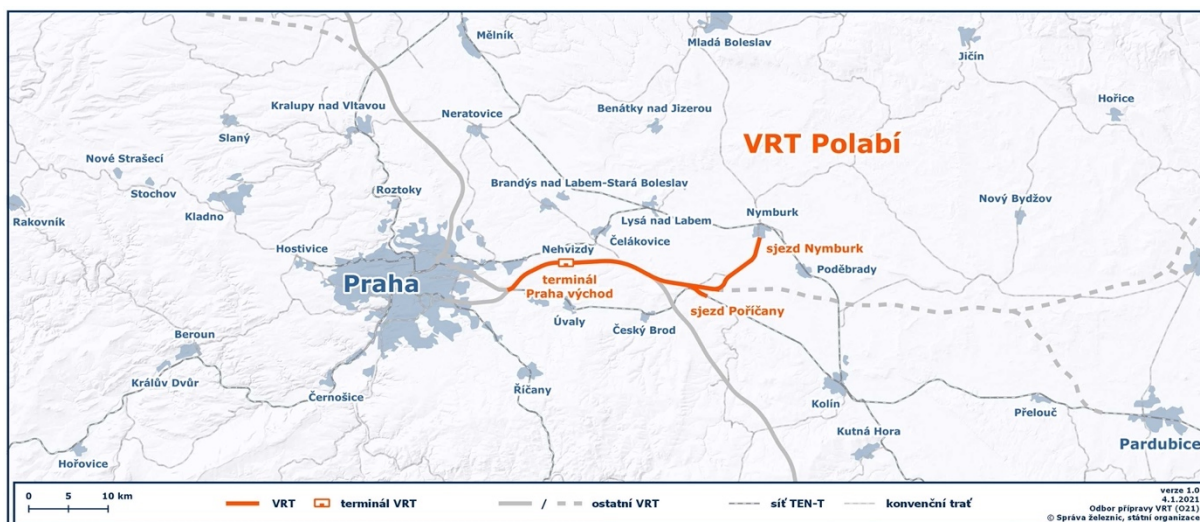 Mělník
Mladá Boleslav
Jičín
Kralupy nad Vltavou
Neratovice
Benátky nad Jizerou
Hořice
Slaný
VRT Polabí
Nové Strašecí
Stochov
Roztoky
Brandýs nad Labem-Stará Boleslav
Rakovník
Kladno
Lysá nad Labem
Nymburk
Nový Bydžov
Hostivice
Nehvizdy
Čelákovice
sjezd Nymburk
Praha
terminál
Praha východ
Poděbrady
sjezd Poříčany
Úvaly
Český Brod
Beroun
Králův Dvůr
Černošice
Říčany
Kolín
Přelouč
Kutná Hora
Pardubice
Hořovice
0 5 10 km
VRT
terminál VRT
/
ostatní VRT
síť TEN-T
konvenční trať
verze 1.0
4.1.2021
Odbor přípravy VRT (O21)
© Správa železnic, státní organizace